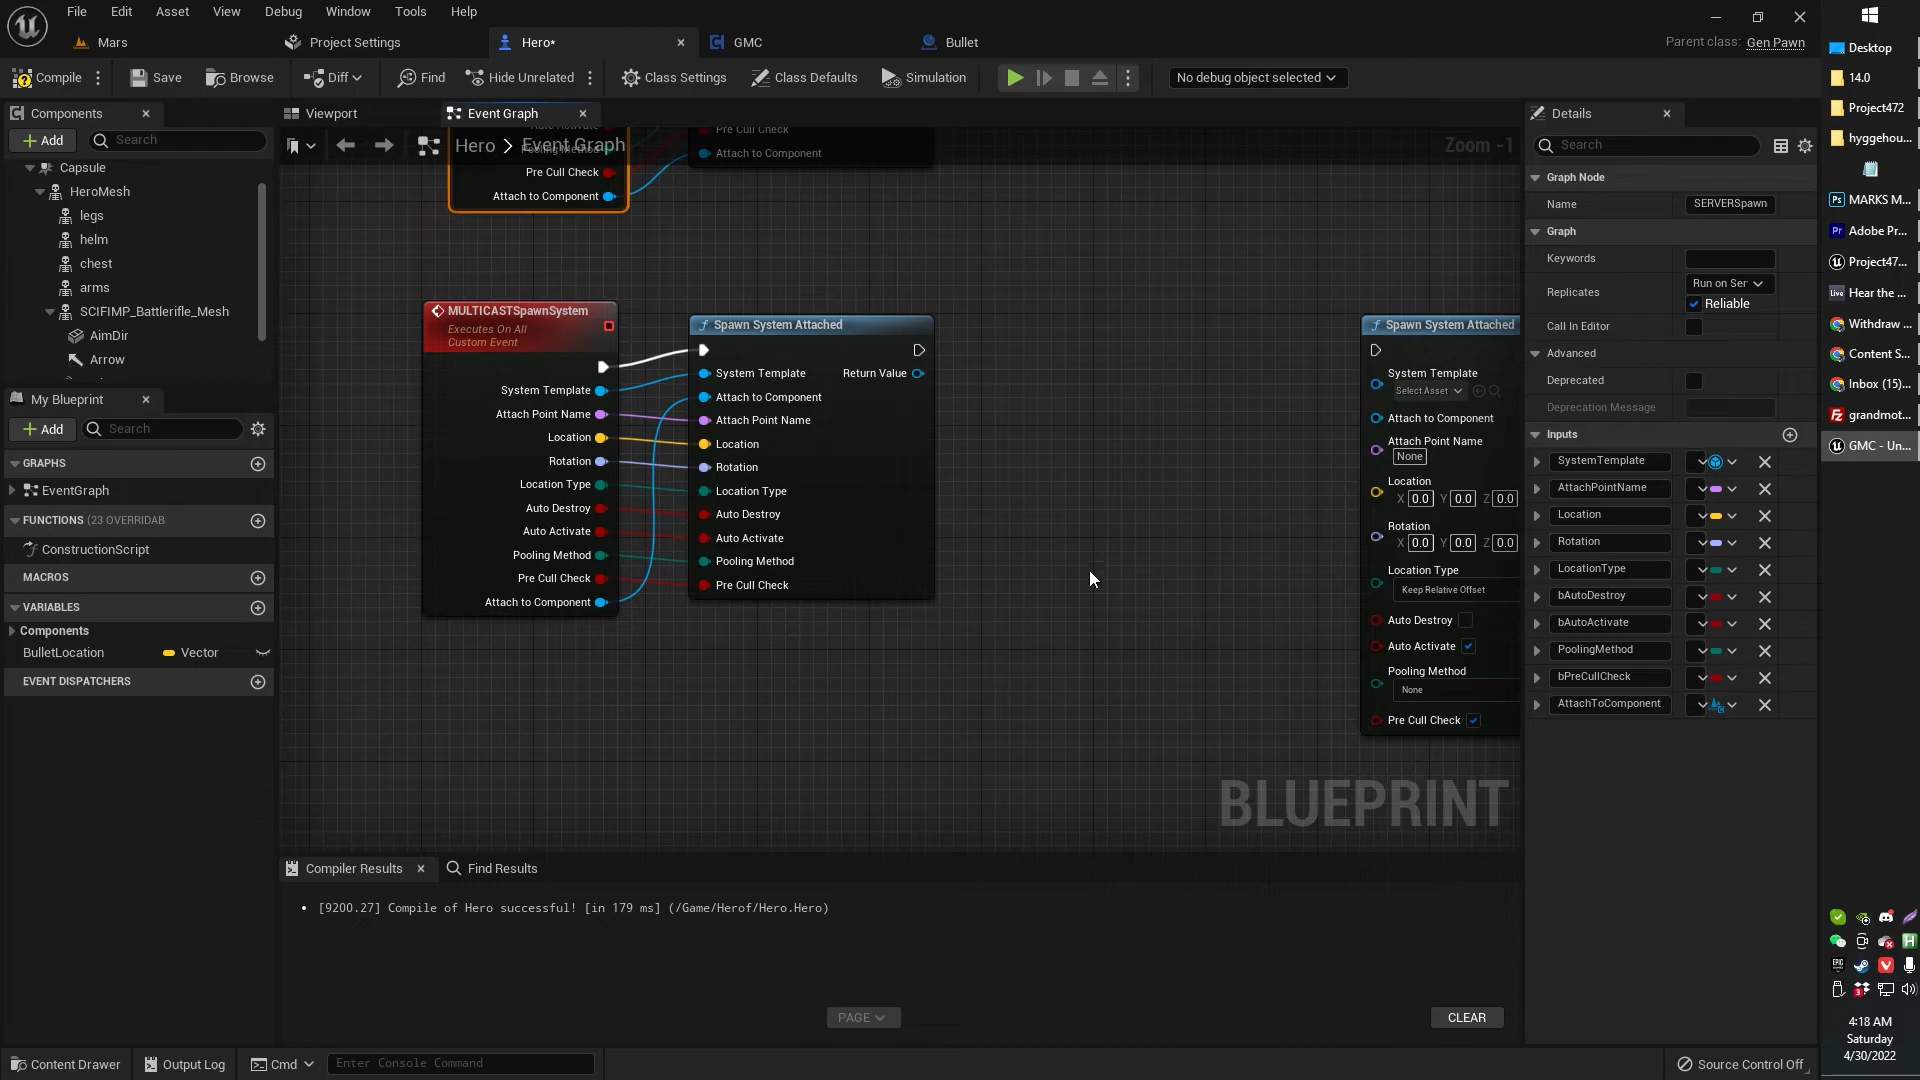 File Edit Asset View Debug Window Tools Help
Mars
Project Settings
Hero*
GMC
Bullet
Parent class: Gen Pawn
Compile
Save
Browse
Diff
Find
Hide Unrelated
Class Settings
Class Defaults
Simulation
No debug object selected
Components
Add
Search
Capsule
HeroMesh
legs
helm
chest
arms
SCIFIMP_Battlerifle_Mesh
AimDir
Arrow
My Blueprint
Add
Search
GRAPHS
EventGraph
FUNCTIONS (23 OVERRIDAB
ConstructionScript
MACROS
VARIABLES
Components
BulletLocation
Vector
EVENT DISPATCHERS
Viewport
Event Graph
Hero > Event Graph
Zoom -1
Auto Activate
Pooling Method
Pre Cull Check
Attach to Component
Pre Cull Check
Attach to Component
MULTICASTSpawnSystem
Executes On All
Custom Event
System Template
Attach Point Name
Location
Rotation
Location Type
Auto Destroy
Auto Activate
Pooling Method
Pre Cull Check
Attach to Component
Spawn System Attached
System Template
Return Value
Attach to Component
Attach Point Name
Location
Rotation
Location Type
Auto Destroy
Auto Activate
Pooling Method
Pre Cull Check
Spawn System Attached
System Template
Select Asset
Attach to Component
Attach Point Name
None
Location
X 0.0 Y 0.0 Z 0.0
Rotation
X 0.0 Y 0.0 Z 0.0
Location Type
Keep Relative Offset
Auto Destroy
Auto Activate
Pooling Method
None
Pre Cull Check
BLUEPRINT
Compiler Results
Find Results
[9200.27] Compile of Hero successful! [in 179 ms] (/Game/Herof/Hero.Hero)
PAGE
CLEAR
Details
Search
Graph Node
Name
SERVERSpawn
Graph
Keywords
Replicates
Run on Ser
Reliable
Call In Editor
Advanced
Deprecated
Deprecation Message
Inputs
SystemTemplate
AttachPointName
Location
Rotation
LocationType
bAutoDestroy
bAutoActivate
PoolingMethod
bPreCullCheck
AttachToComponent
Content Drawer
Output Log
Cmd
Enter Console Command
Source Control Off
Desktop
14.0
Project472
hyggehou...
MARKS M...
Adobe Pr...
Project47...
Hear the ...
Withdraw ...
Content S...
Inbox (15)...
grandmot...
GMC - Un...
4:18 AM
Saturday
4/30/2022